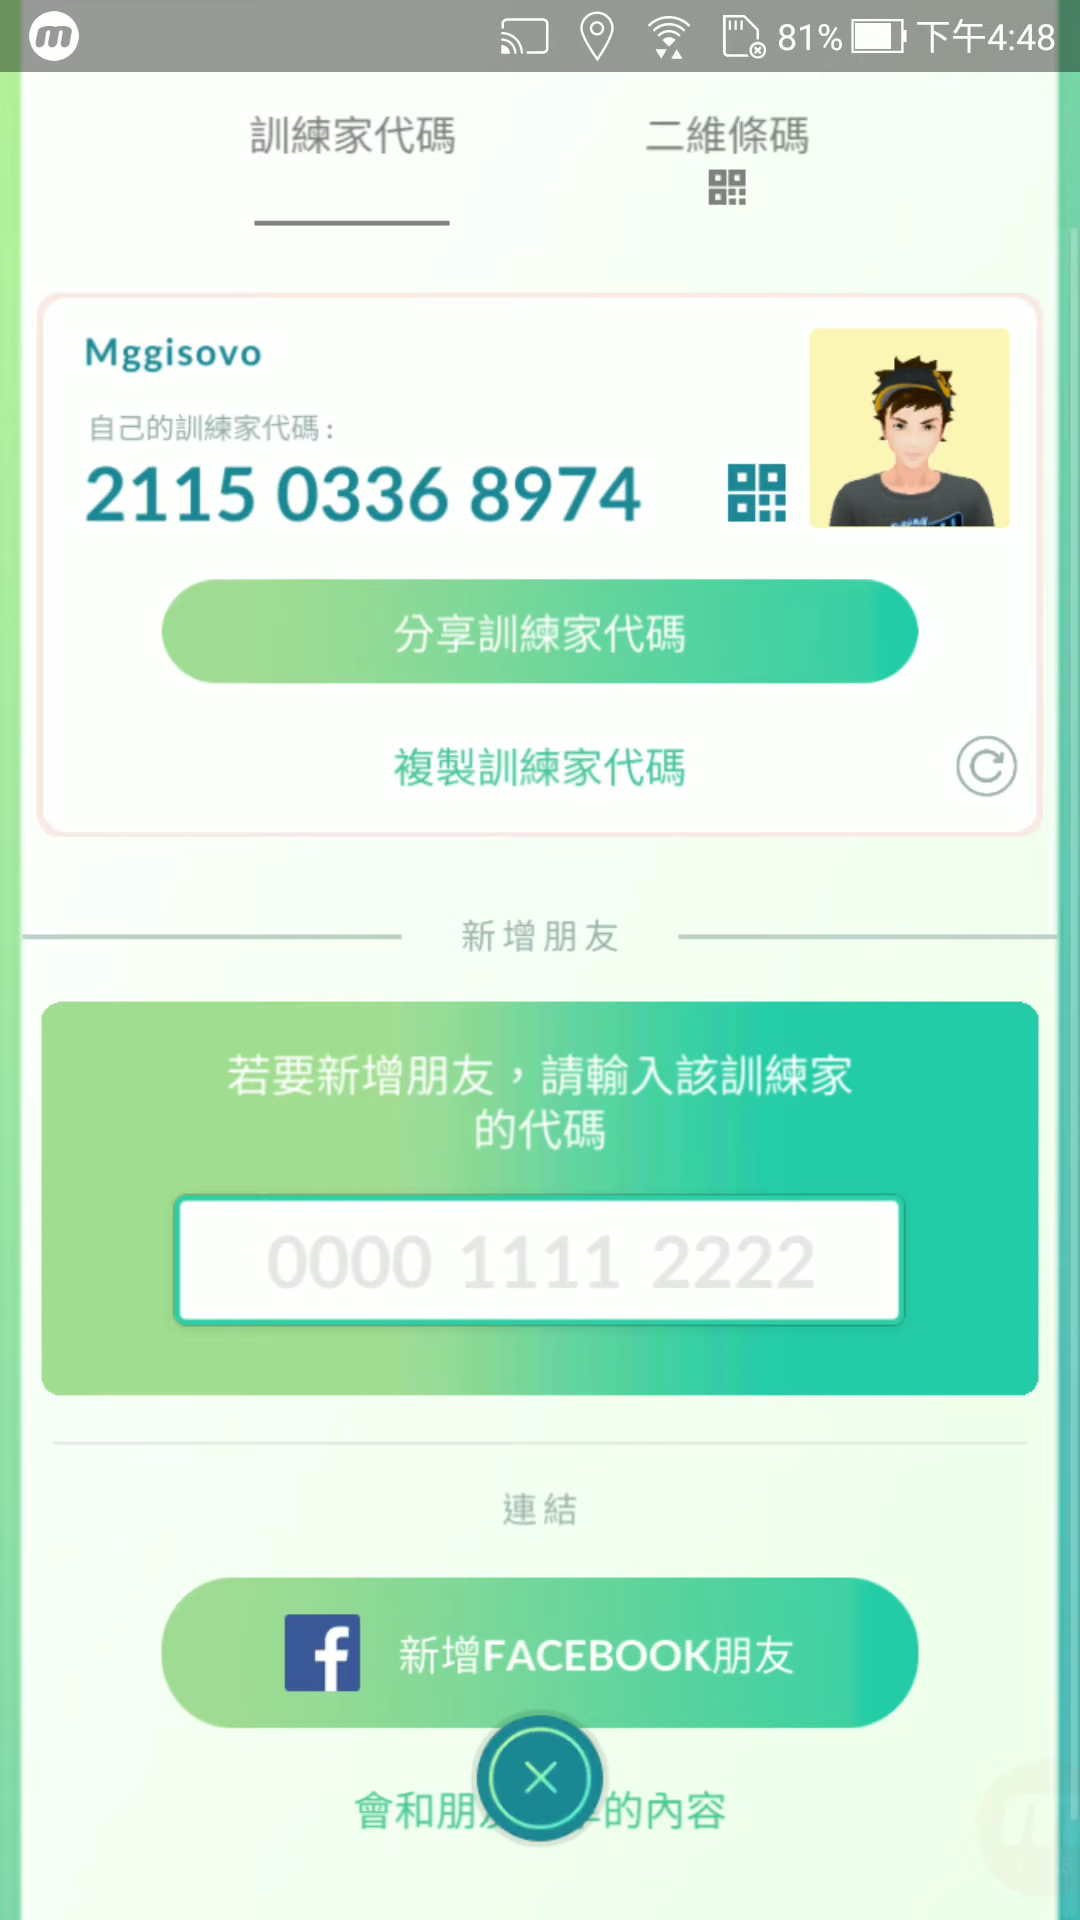 81% 下午4:48
訓練家代碼
二維條碼
Mggisovo
自己的訓練家代碼:
2115 0336 8974
分享訓練家代碼
複製訓練家代碼
新增朋友
若要新增朋友,請輸入該訓練家
的代碼
0000 1111 2222
連結
新增FACEBOOK朋友
會和朋 的內容